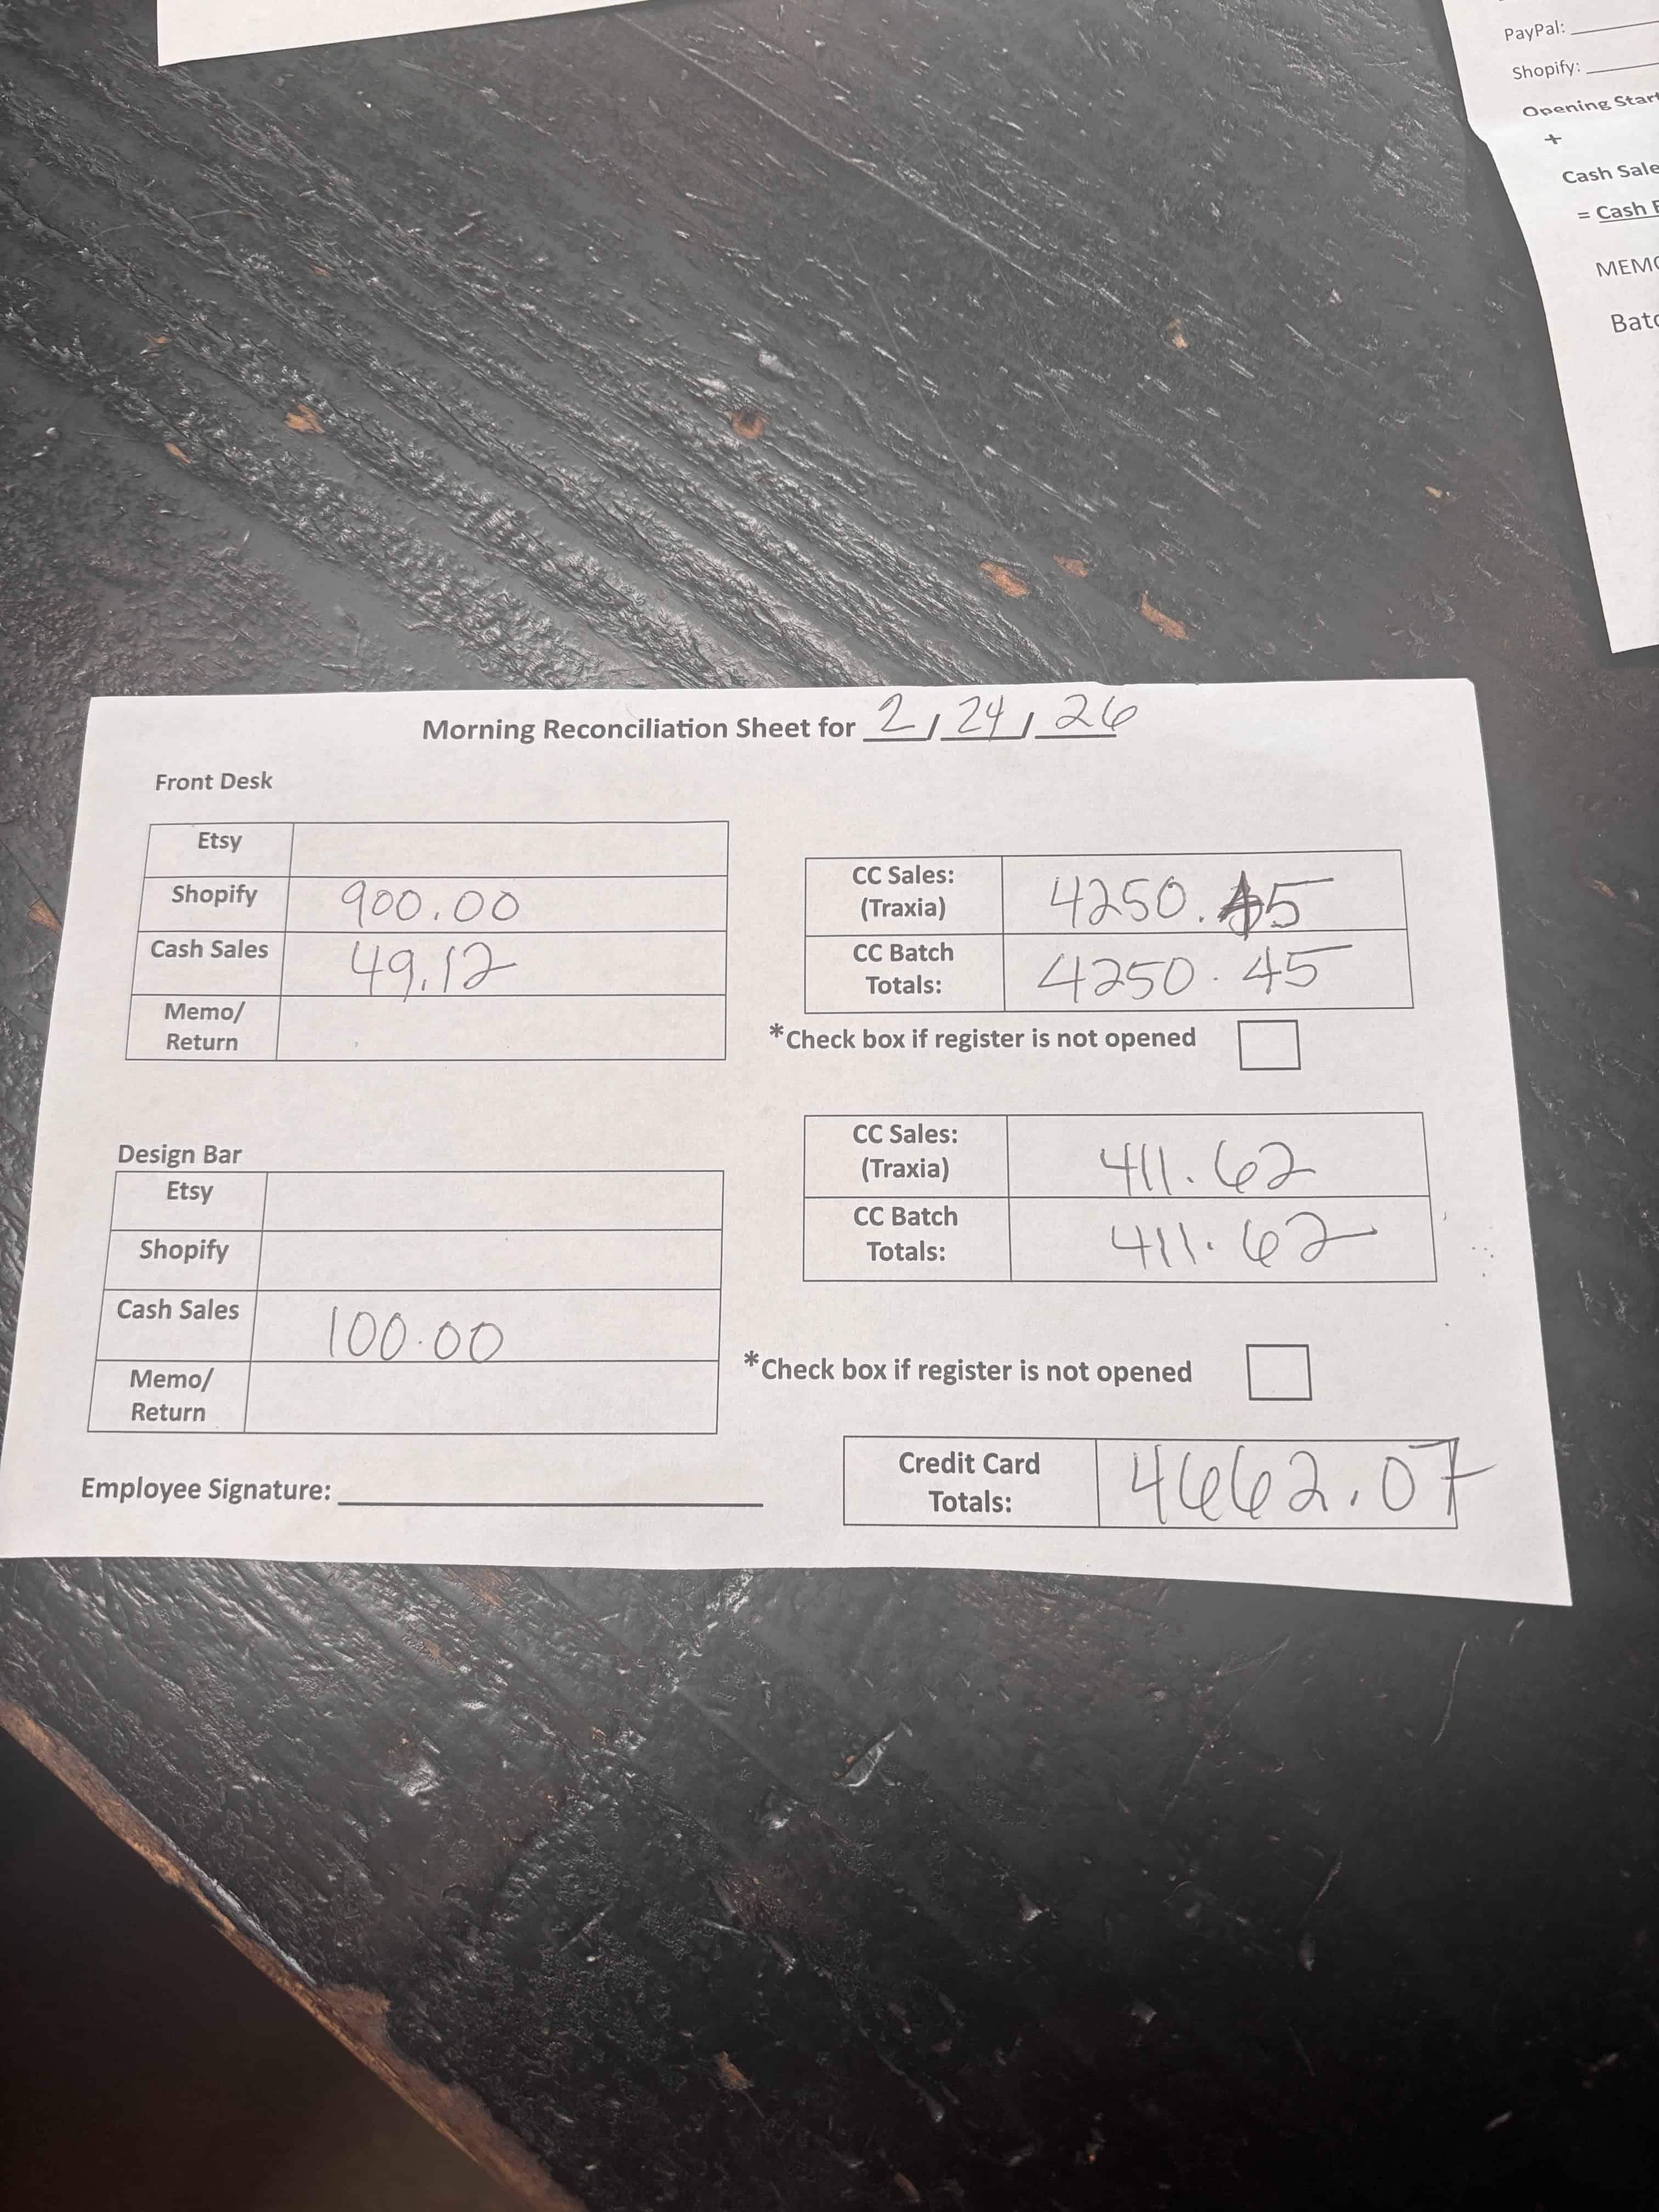 PayPal:
Shopify:
Opening Start
+
Cash Sale
= Cash
MEMO
Batc
Morning Reconciliation Sheet for 2/24/26
Front Desk
Etsy
Shopify 900.00
Cash Sales 49.12
Memo/
Return
CC Sales:
(Traxia) 4250.45
CC Batch
Totals: 4250.45
*Check box if register is not opened
Design Bar
Etsy
Shopify
Cash Sales 100.00
Memo/
Return
CC Sales:
(Traxia) 411.62
CC Batch
Totals: 411.62
*Check box if register is not opened
Employee Signature:
Credit Card
Totals: 4662.07